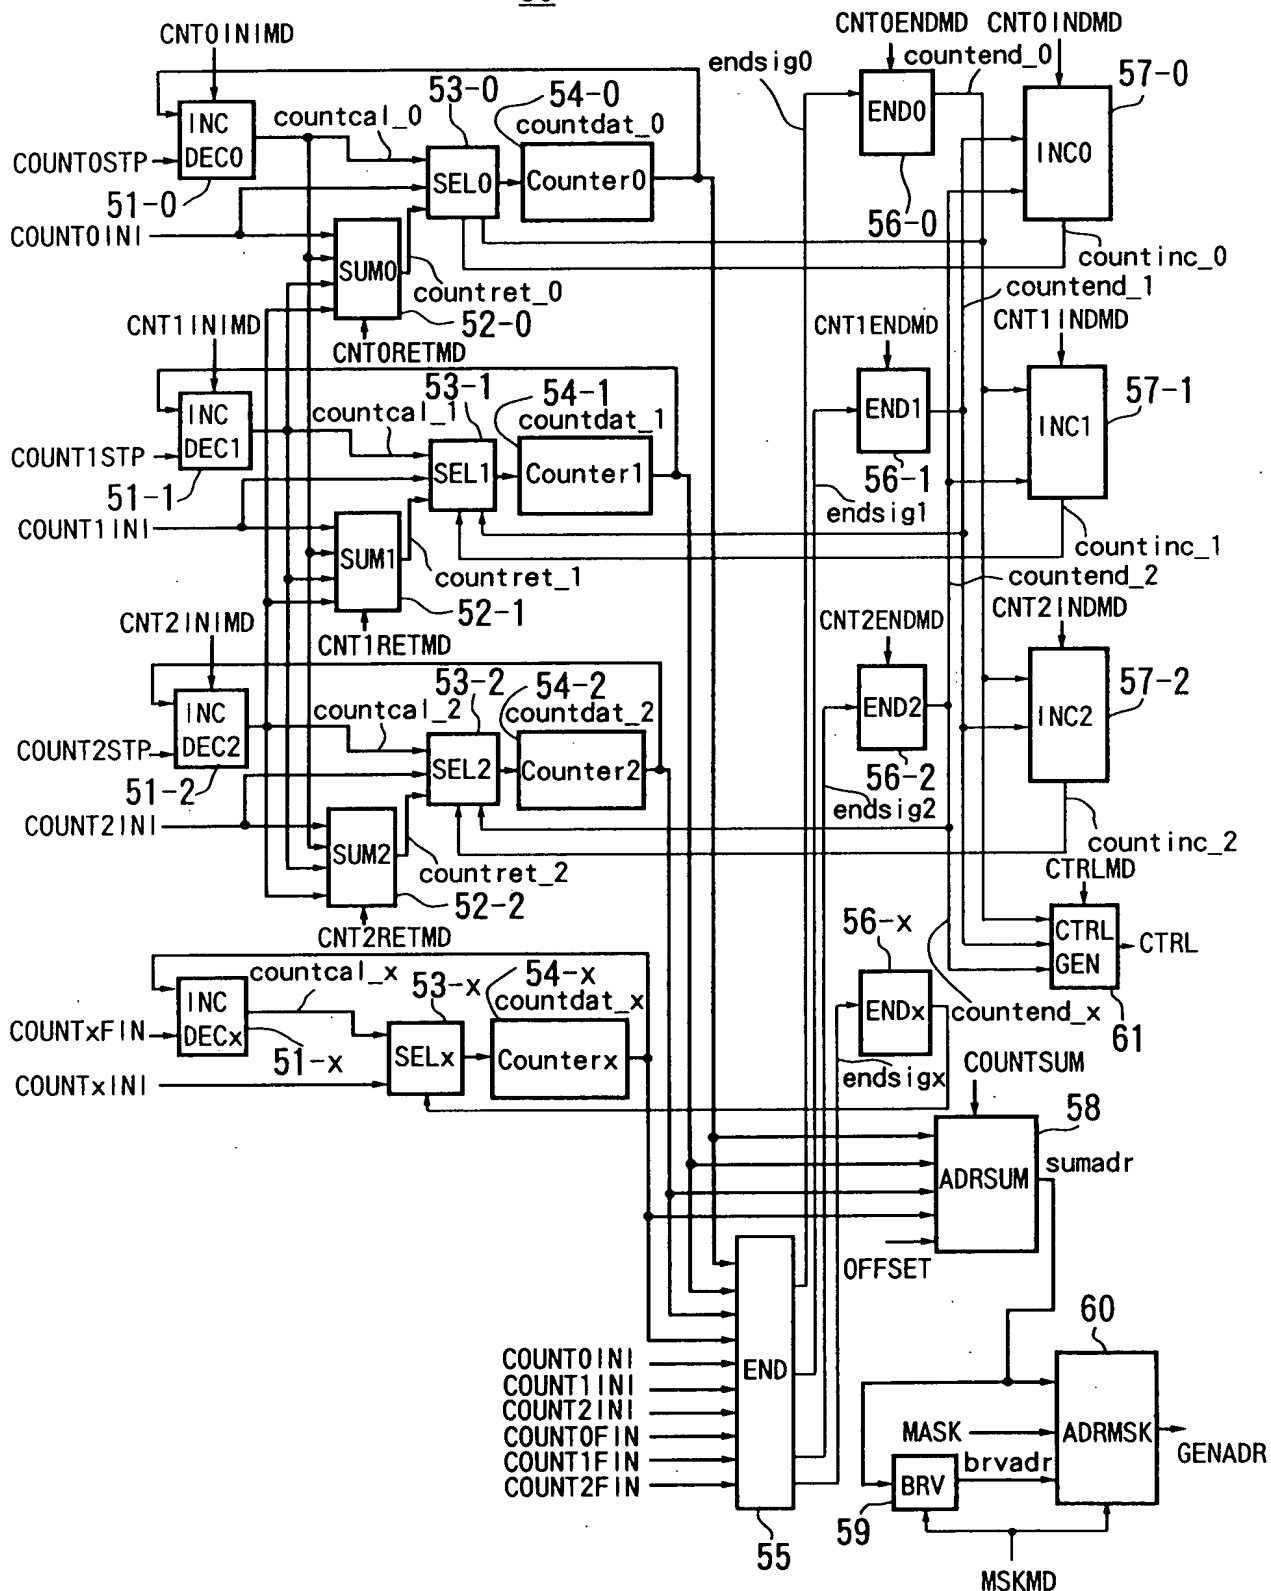 CNT0INIMD
CNT0ENDMD
CNT0INDMD
endsig0
countend_0
53-0
54-0
57-0
INC
DEC0
countcal_0
countdat_0
END0
COUNT0STP
SEL0
Counter0
INC0
51-0
56-0
COUNT0INI
SUM0
countinc_0
countret_0
countend_1
CNT1INIMD
52-0
CNT1ENDMD
CNT1INDMD
CNT0RETMD
53-1
54-1
57-1
INC
DEC1
countcal_1
countdat_1
END1
INC1
COUNT1STP
SEL1
Counter1
51-1
56-1
endsig1
COUNT1INI
SUM1
countinc_1
countret_1
countend_2
52-1
CNT2INIMD
CNT2ENDMD
CNT2INDMD
CNT1RETMD
53-2
54-2
57-2
INC
DEC2
countcal_2
countdat_2
END2
INC2
COUNT2STP
SEL2
Counter2
51-2
56-2
endsig2
COUNT2INI
SUM2
countinc_2
countret_2
CTRLMD
52-2
56-x
CNT2RETMD
CTRL
GEN
CTRL
countcal_x
53-x
54-x
countdat_x
INC
DECx
ENDx
countend_x
61
COUNTxFIN
51-x
SELx
Counterx
endsigx
COUNTSUM
COUNTxINI
58
ADRSUM
sumadr
OFFSET
60
COUNT0INI
COUNT1INI
COUNT2INI
COUNT0FIN
COUNT1FIN
COUNT2FIN
END
MASK
ADRMSK
GENADR
brvadr
BRV
59
55
MSKMD